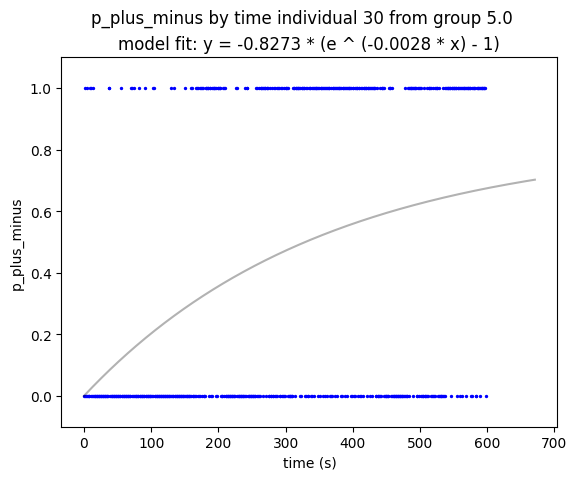 p_plus_minus by time individual 30 from group 5.0
model fit: y = -0.8273 * (e ^ (-0.0028 * x) - 1)
1.0
0.8
0.6
0.4
0.2
0.0
p_plus_minus
0 100 200 300 400 500 600 700
time (s)